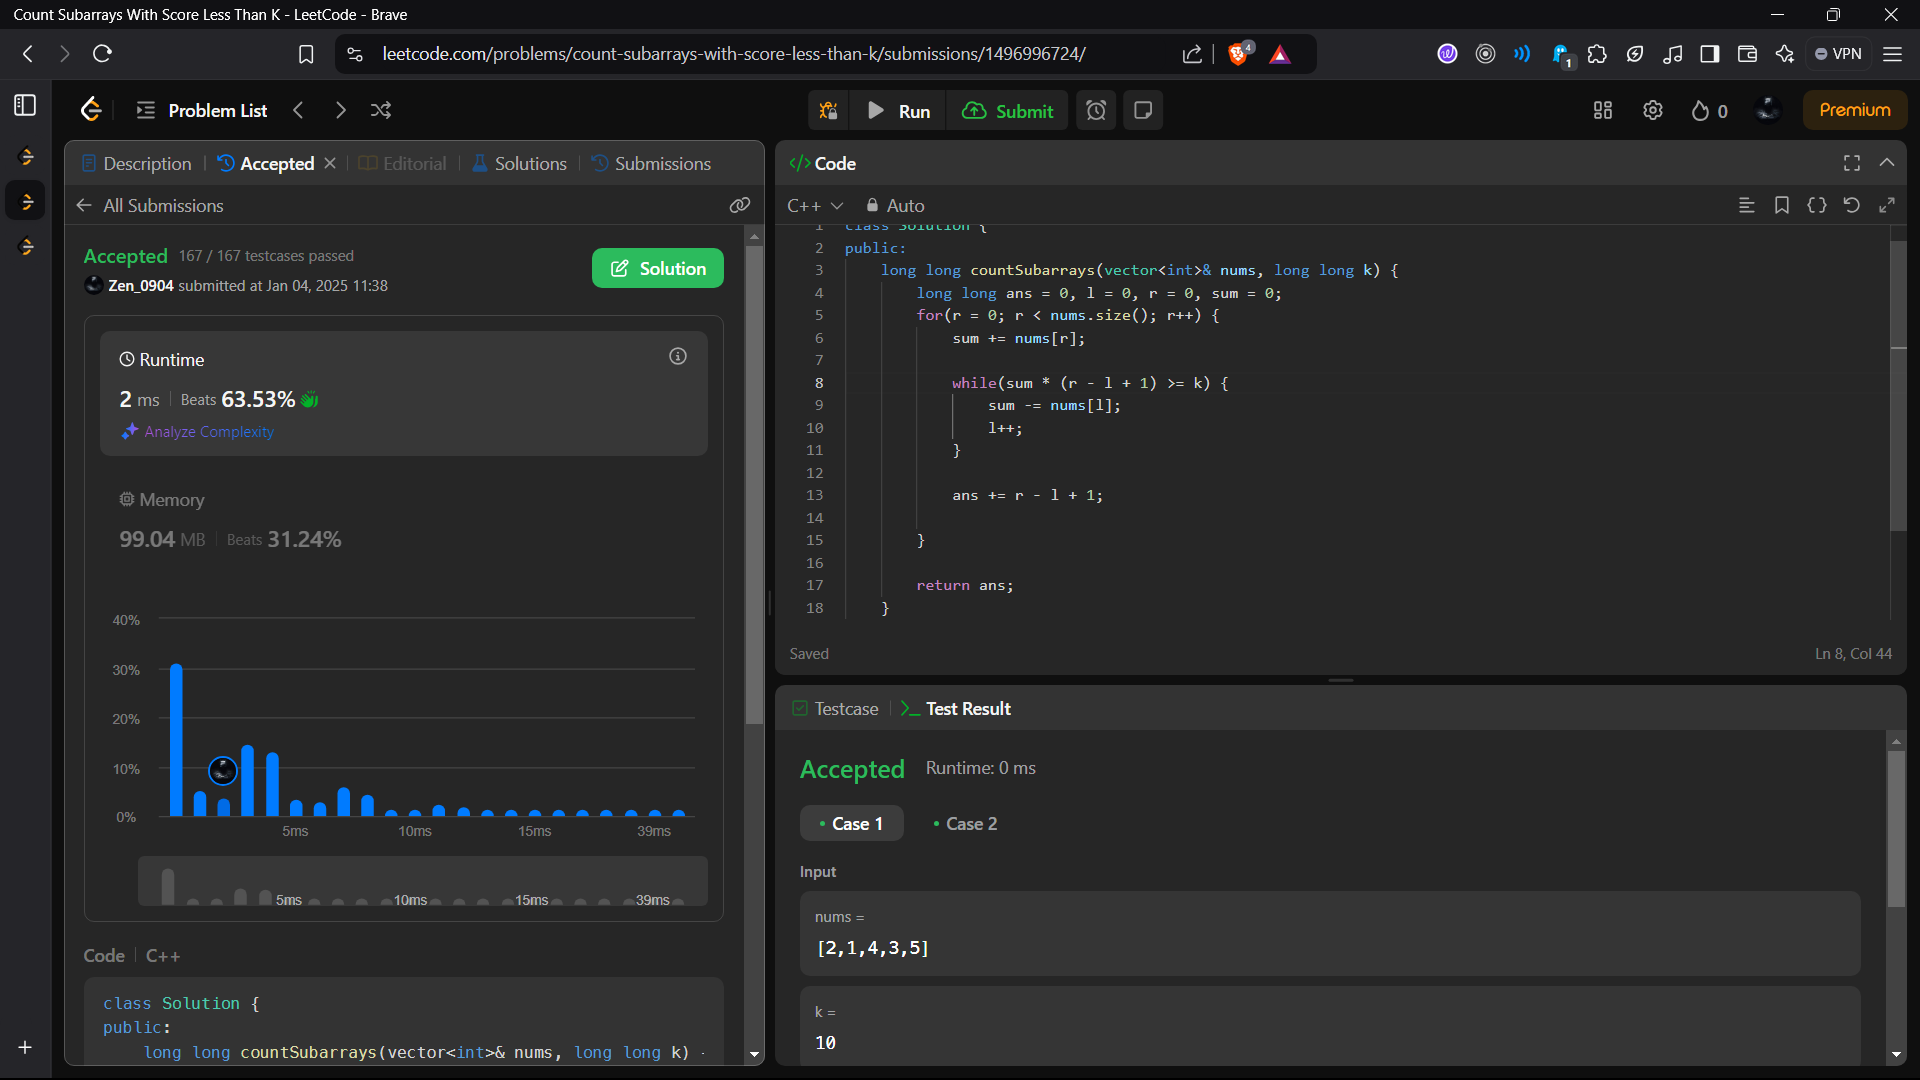 Count Subarrays With Score Less Than K - LeetCode - Brave
leetcode.com/problems/count-subarrays-with-score-less-than-k/submissions/1496996724/
4
1
VPN
Problem List
Run
Submit
0
Premium
Description
Accepted
Editorial
Solutions
Submissions
All Submissions
Accepted 167 / 167 testcases passed
Zen_0904 submitted at Jan 04, 2025 11:38
Solution
Runtime
2 ms Beats 63.53%
Analyze Complexity
Memory
99.04 MB Beats 31.24%
40%
30%
20%
10%
0%
5ms 10ms 15ms 39ms
5ms 10ms 15ms 39ms
Code C++
class Solution {
public:
long long countSubarrays(vector<int>& nums, long long k)
</> Code
C++ Auto
1 class Solution {
2 public:
3 long long countSubarrays(vector<int>& nums, long long k) {
4 long long ans = 0, l = 0, r = 0, sum = 0;
5 for(r = 0; r < nums.size(); r++) {
6 sum += nums[r];
7
8 while(sum * (r - l + 1) >= k) {
9 sum -= nums[l];
10 l++;
11 }
12
13 ans += r - l + 1;
14
15 }
16
17 return ans;
18 }
Saved
Ln 8, Col 44
Testcase
Test Result
Accepted Runtime: 0 ms
Case 1
Case 2
Input
nums =
[2,1,4,3,5]
k =
10